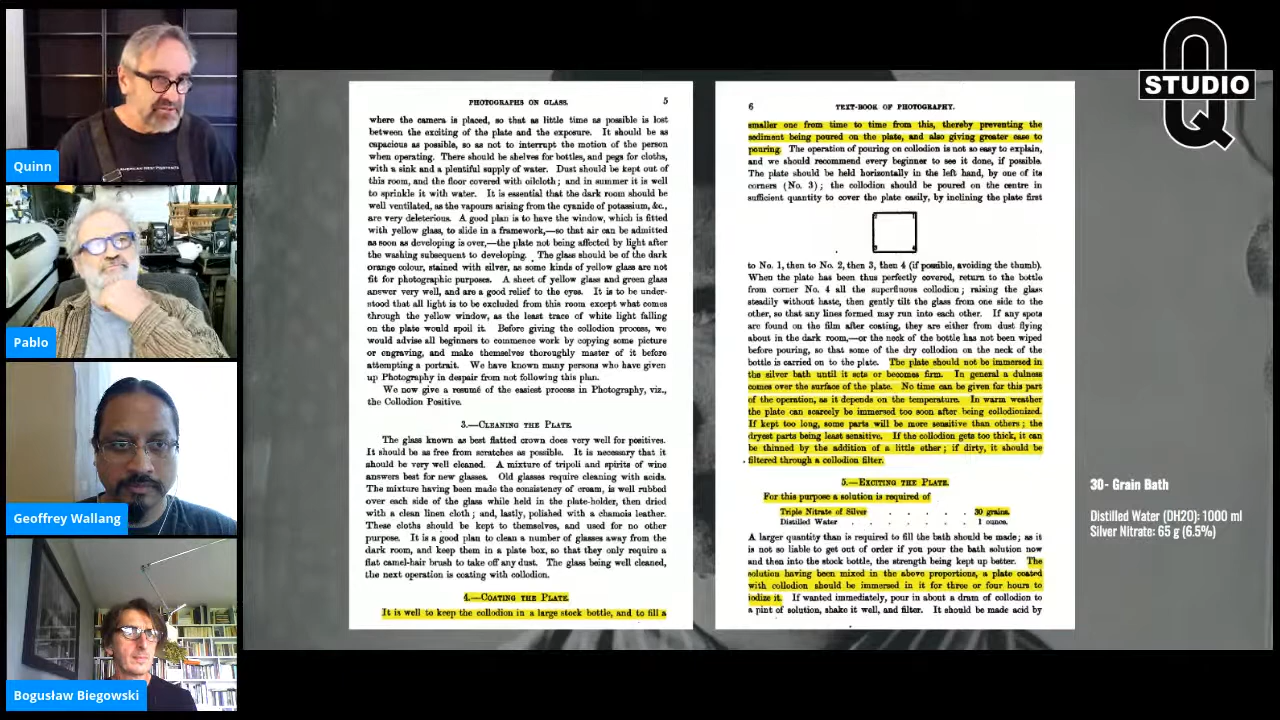 Quinn
Pablo
Geoffrey Wallang
Bogusław Biegowski
PHOTOGRAPHS ON GLASS. 5
where the camera is placed, so that as little time as possible is lost
between the exciting of the plate and the exposure. It should be as
capacious as possible, so as not to interrupt the motion of the person
when operating. There should be shelves for bottles, and pegs for cloths,
with a sink and a plentiful supply of water. Dust should be kept out of
this room, and the floor covered with oilcloth; and in summer it is well
to sprinkle it with water. It is essential that the dark room should be
well ventilated, as the vapours arising from the cyanide of potassium, &c.,
are very deleterious. A good plan is to have the window, which is fitted
with yellow glass, to slide in a framework,—so that air can be admitted
as soon as developing is over,—the plate not being affected by light after
the washing subsequent to developing. The glass should be of the dark
orange colour, stained with silver, as some kinds of yellow glass are not
fit for photographic purposes. A sheet of yellow glass and green glass
answer very well, and are a good relief to the eyes. It is to be under-
stood that all light is to be excluded from this room except what comes
through the yellow window, as the least trace of white light falling
on the plate would spoil it. Before giving the collodion process, we
would advise all beginners to commence work by copying some picture
or engraving, and make themselves thoroughly master of it before
attempting a portrait. We have known many persons who have given
up Photography in despair from not following this plan.
We now give a resumé of the easiest process in Photography, viz.,
the Collodion Positive.
3.—CLEANING THE PLATE.
The glass known as best flatted crown does very well for positives.
It should be as free from scratches as possible. It is necessary that it
should be very well cleaned. A mixture of tripoli and spirits of wine
answers best for new glasses. Old glasses require cleaning with acids.
The mixture having been made the consistency of cream, is well rubbed
over each side of the glass while held in the plate-holder, then dried
with a clean linen cloth; and, lastly, polished with a chamois leather.
These cloths should be kept to themselves, and used for no other
purpose. It is a good plan to clean a number of glasses away from the
dark room, and keep them in a plate box, so that they only require a
flat camel-hair brush to take off any dust. The glass being well cleaned,
the next operation is coating with collodion.
4.—COATING THE PLATE.
It is well to keep the collodion in a large stock bottle, and to fill a
6 TEXT-BOOK OF PHOTOGRAPHY.
smaller one from time to time from this, thereby preventing the
sediment being poured on the plate, and also giving greater ease to
pouring. The operation of pouring on collodion is not so easy to explain,
and we should recommend every beginner to see it done, if possible.
The plate should be held horizontally in the left hand, by one of its
corners (No. 3); the collodion should be poured on the centre in
sufficient quantity to cover the plate easily, by inclining the plate first
to No. 1, then to No. 2, then 3, then 4 (if possible, avoiding the thumb).
When the plate has been thus perfectly covered, return to the bottle
from corner No. 4 all the superfluous collodion; raising the glass
steadily without haste, then gently tilt the glass from one side to the
other, so that any lines formed may run into each other. If any spots
are found on the film after coating, they are either from dust flying
about in the dark room,—or the neck of the bottle has not been wiped
before pouring, so that some of the dry collodion on the neck of the
bottle is carried on to the plate. The plate should not be immersed in
the silver bath until it sets or becomes firm. In general a dulness
comes over the surface of the plate. No time can be given for this part
of the operation, as it depends on the temperature. In warm weather
the plate can scarcely be immersed too soon after being collodionized.
If kept too long, some parts will be more sensitive than others; the
dryest parts being least sensitive. If the collodion gets too thick, it can
be thinned by the addition of a little ether; if dirty, it should be
filtered through a collodion filter.
5.—EXCITING THE PLATE.
For this purpose a solution is required of
Triple Nitrate of Silver . . . . . . 30 grains.
Distilled Water . . . . . . 1 ounce.
A larger quantity than is required to fill the bath should be made; as it
is not so liable to get out of order if you pour the bath solution now
and then into the stock bottle, the strength being kept up better. The
solution having been mixed in the above proportions, a plate coated
with collodion should be immersed in it for three or four hours to
iodize it. If wanted immediately, pour in about a dram of collodion to
a pint of solution, shake it well, and filter. It should be made acid by
STUDIO Q
30- Grain Bath
Distilled Water (DH2O): 1000 ml
Silver Nitrate: 65 g (6.5%)